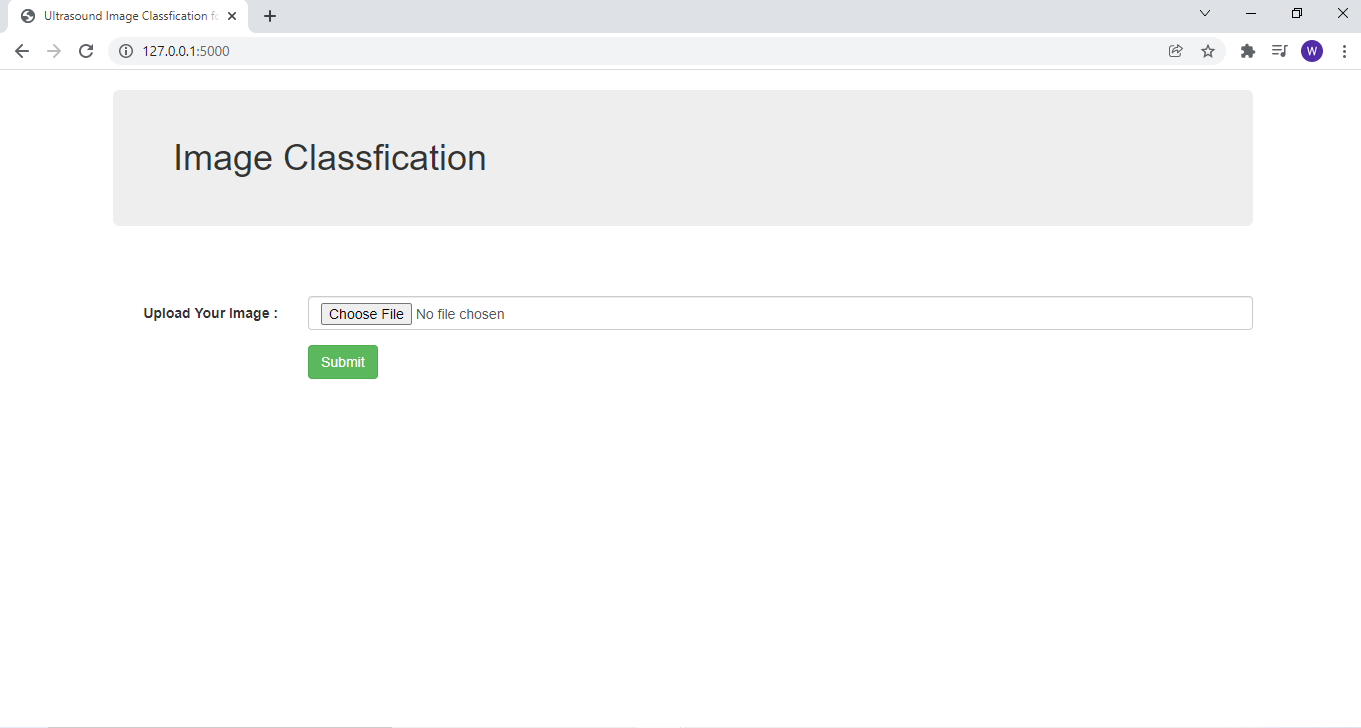 Ultrasound Image Classfication fo
127.0.0.1:5000
W
Image Classfication
Upload Your Image :
Choose File No file chosen
Submit